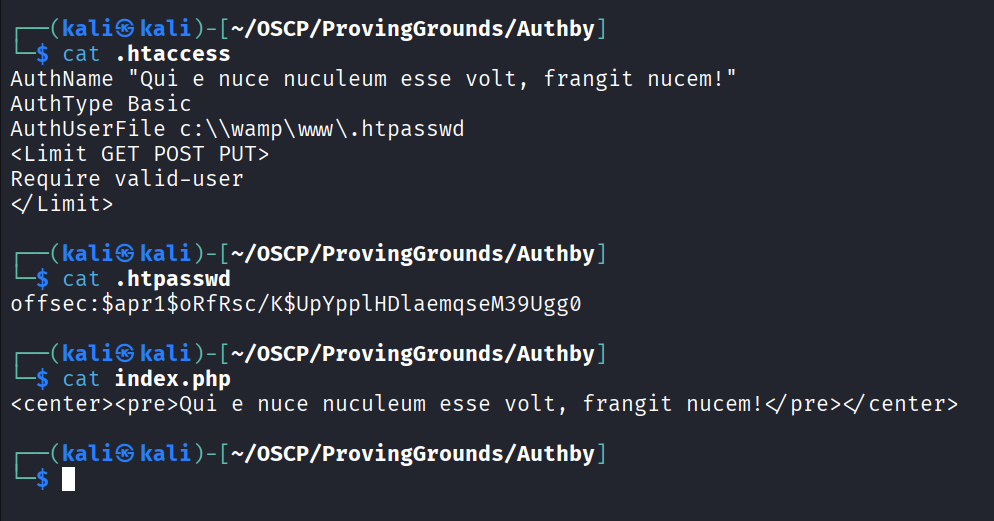 ┌──(kali㉿kali)-[~/OSCP/ProvingGrounds/Authby]
└─$ cat .htaccess
AuthName "Qui e nuce nuculeum esse volt, frangit nucem!"
AuthType Basic
AuthUserFile c:\\wamp\www\.htpasswd
<Limit GET POST PUT>
Require valid-user
</Limit>
┌──(kali㉿kali)-[~/OSCP/ProvingGrounds/Authby]
└─$ cat .htpasswd
offsec:$apr1$oRfRsc/K$UpYpplHDlaemqseM39Ugg0
┌──(kali㉿kali)-[~/OSCP/ProvingGrounds/Authby]
└─$ cat index.php
<center><pre>Qui e nuce nuculeum esse volt, frangit nucem!</pre></center>
┌──(kali㉿kali)-[~/OSCP/ProvingGrounds/Authby]
└─$